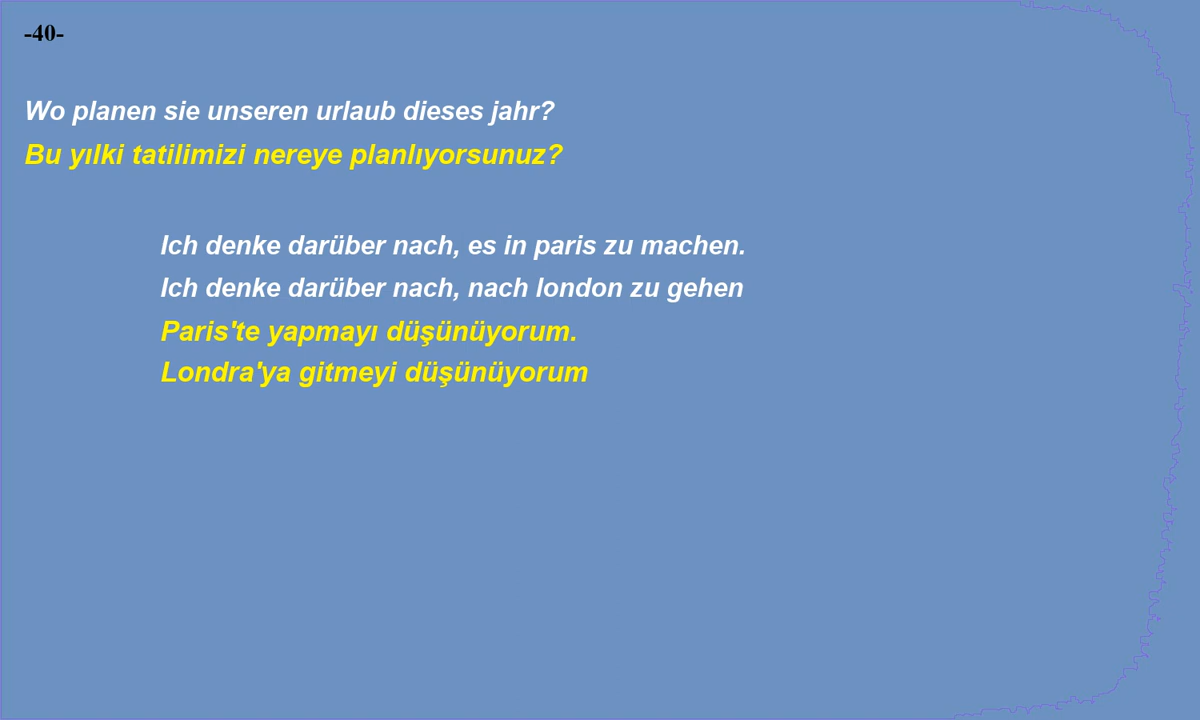 -40-
Wo planen sie unseren urlaub dieses jahr?
Bu yılki tatilimizi nereye planlıyorsunuz?
Ich denke darüber nach, es in paris zu machen.
Ich denke darüber nach, nach london zu gehen
Paris'te yapmayı düşünüyorum.
Londra'ya gitmeyi düşünüyorum